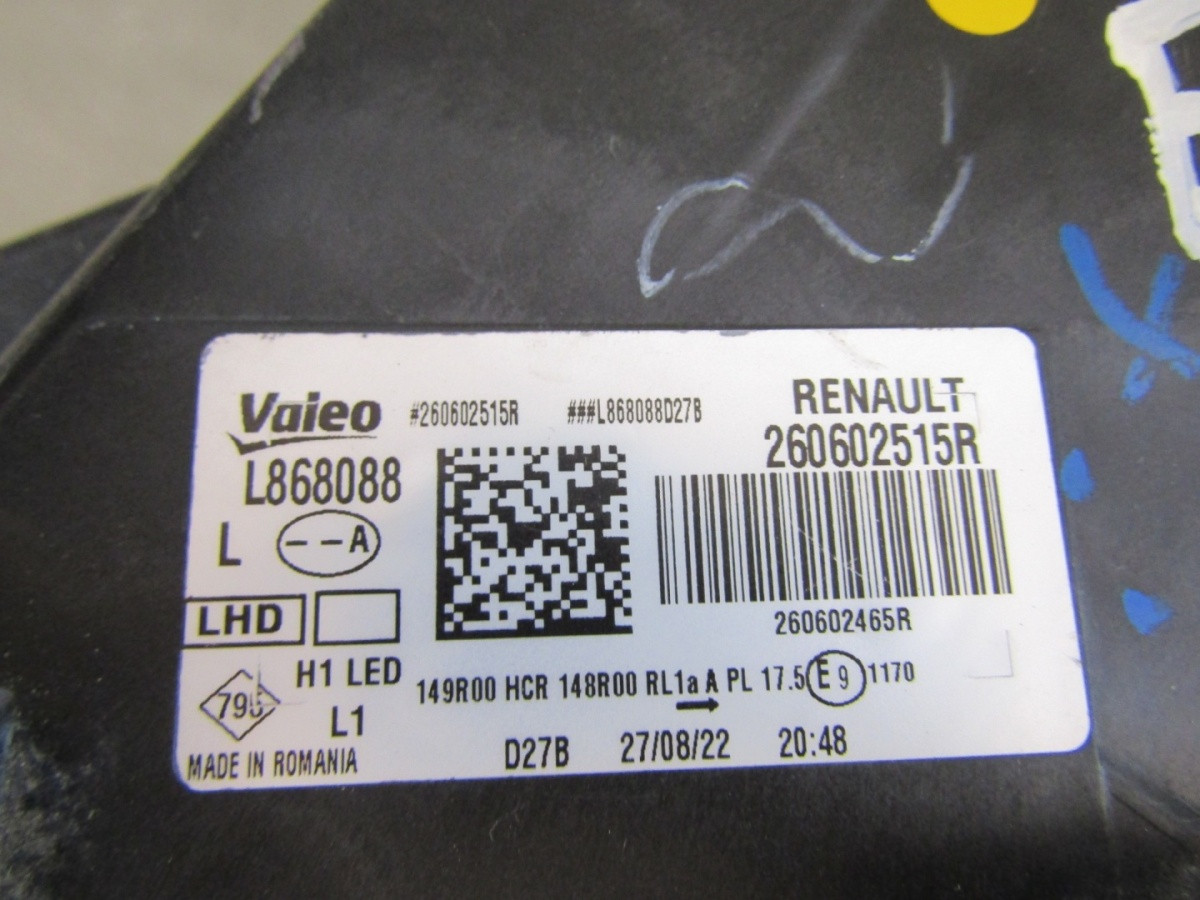 Valeo #260602515R ###L868088D27B RENAULT
L868088 260602515R
L --A
LHD 260602465R
H1 LED 149R00 HCR 148R00 RL1a A PL 17.5 E9 1170
L1
MADE IN ROMANIA D27B 27/08/22 20:48